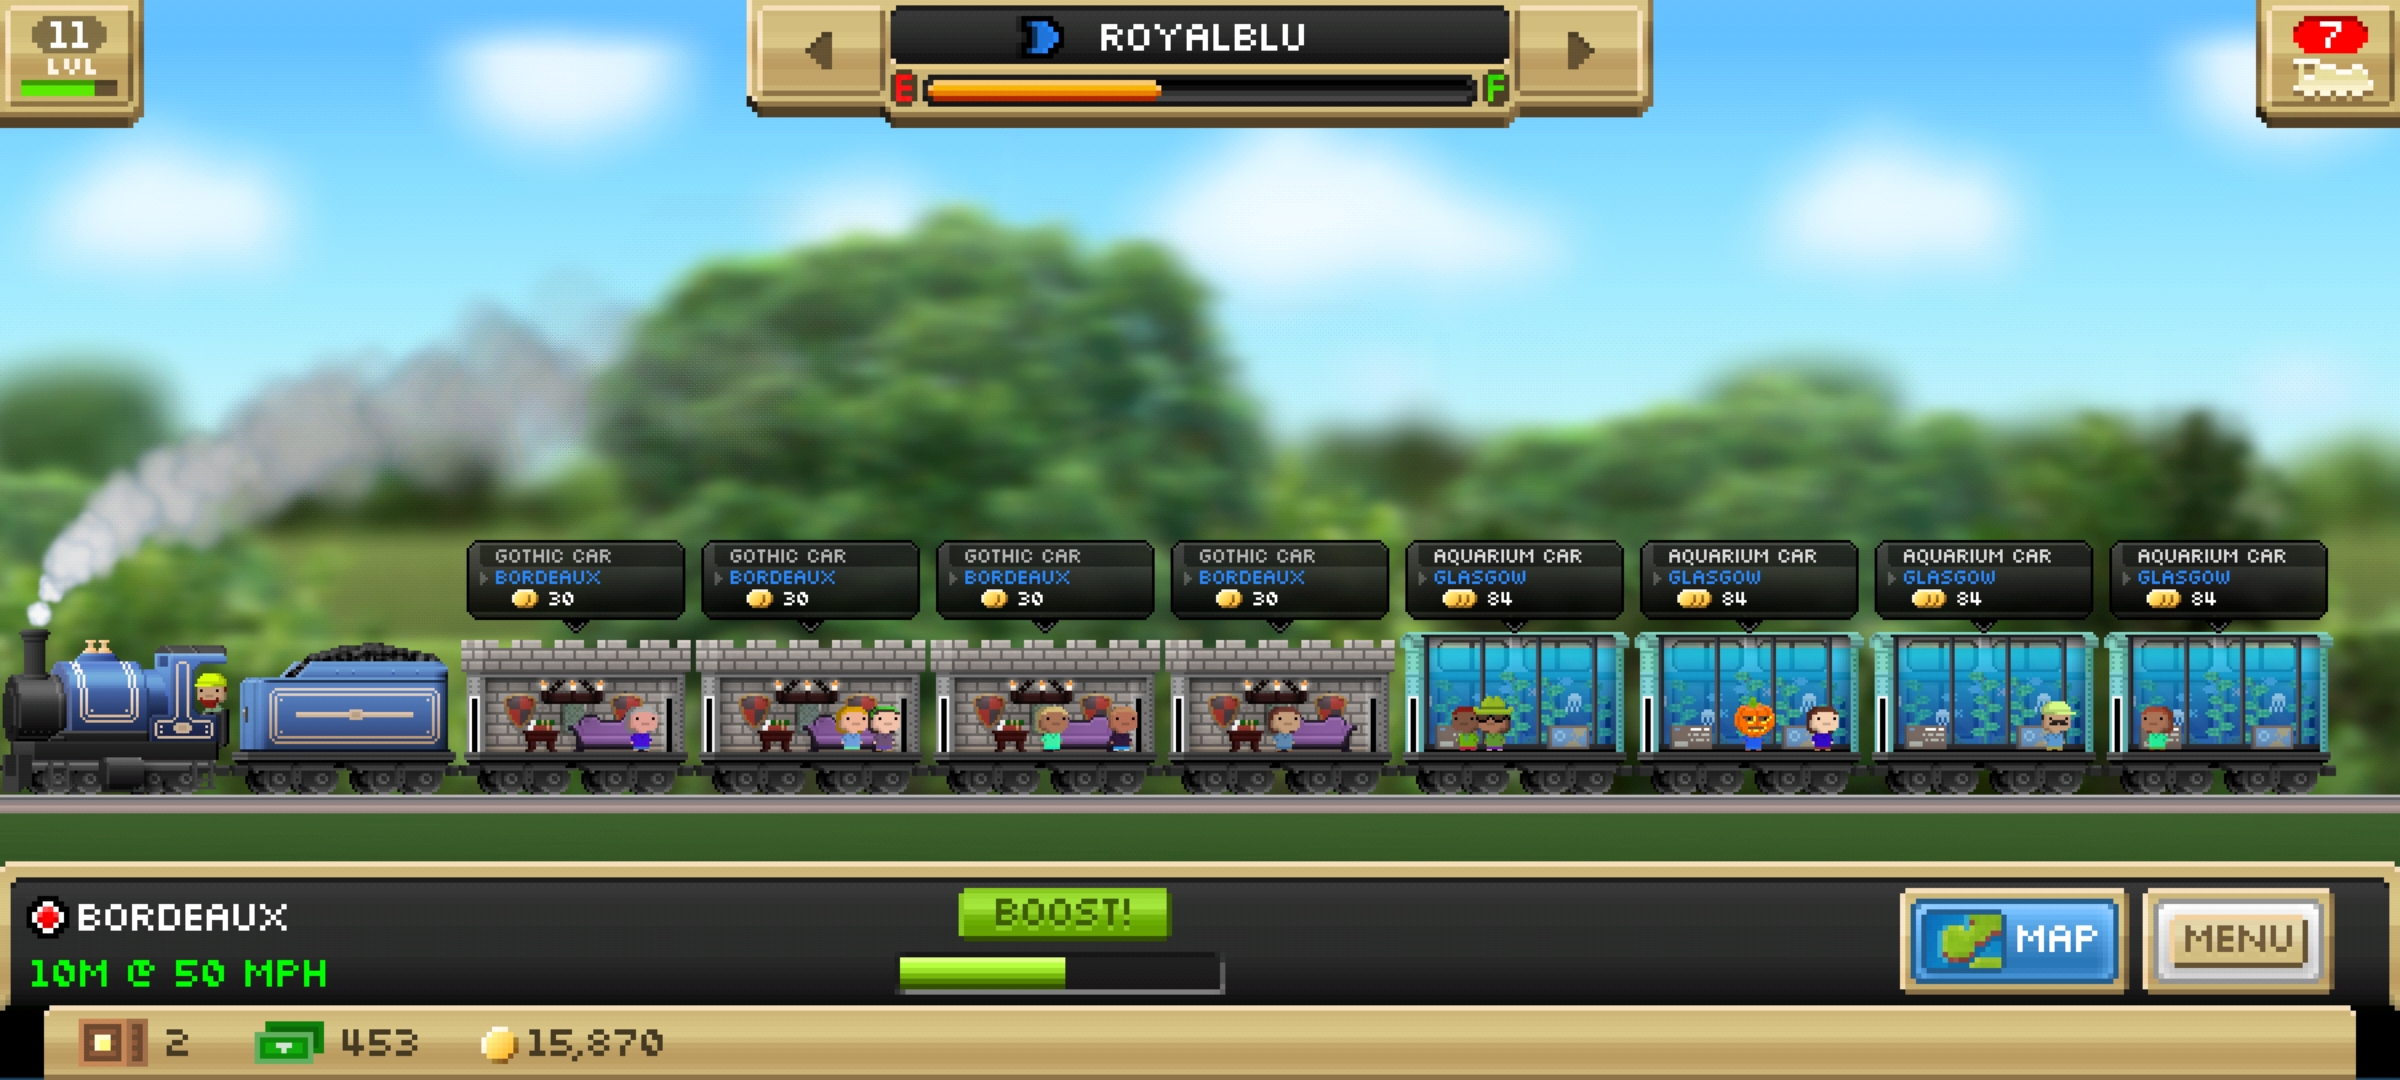 11
LVL
ROYALBLU
E
F
7
GOTHIC CAR
BORDEAUX
30
GOTHIC CAR
BORDEAUX
30
GOTHIC CAR
BORDEAUX
30
GOTHIC CAR
BORDEAUX
30
AQUARIUM CAR
GLASGOW
84
AQUARIUM CAR
GLASGOW
84
AQUARIUM CAR
GLASGOW
84
AQUARIUM CAR
GLASGOW
84
BORDEAUX
10M @ 50 MPH
BOOST!
MAP
MENU
2
453
15,870